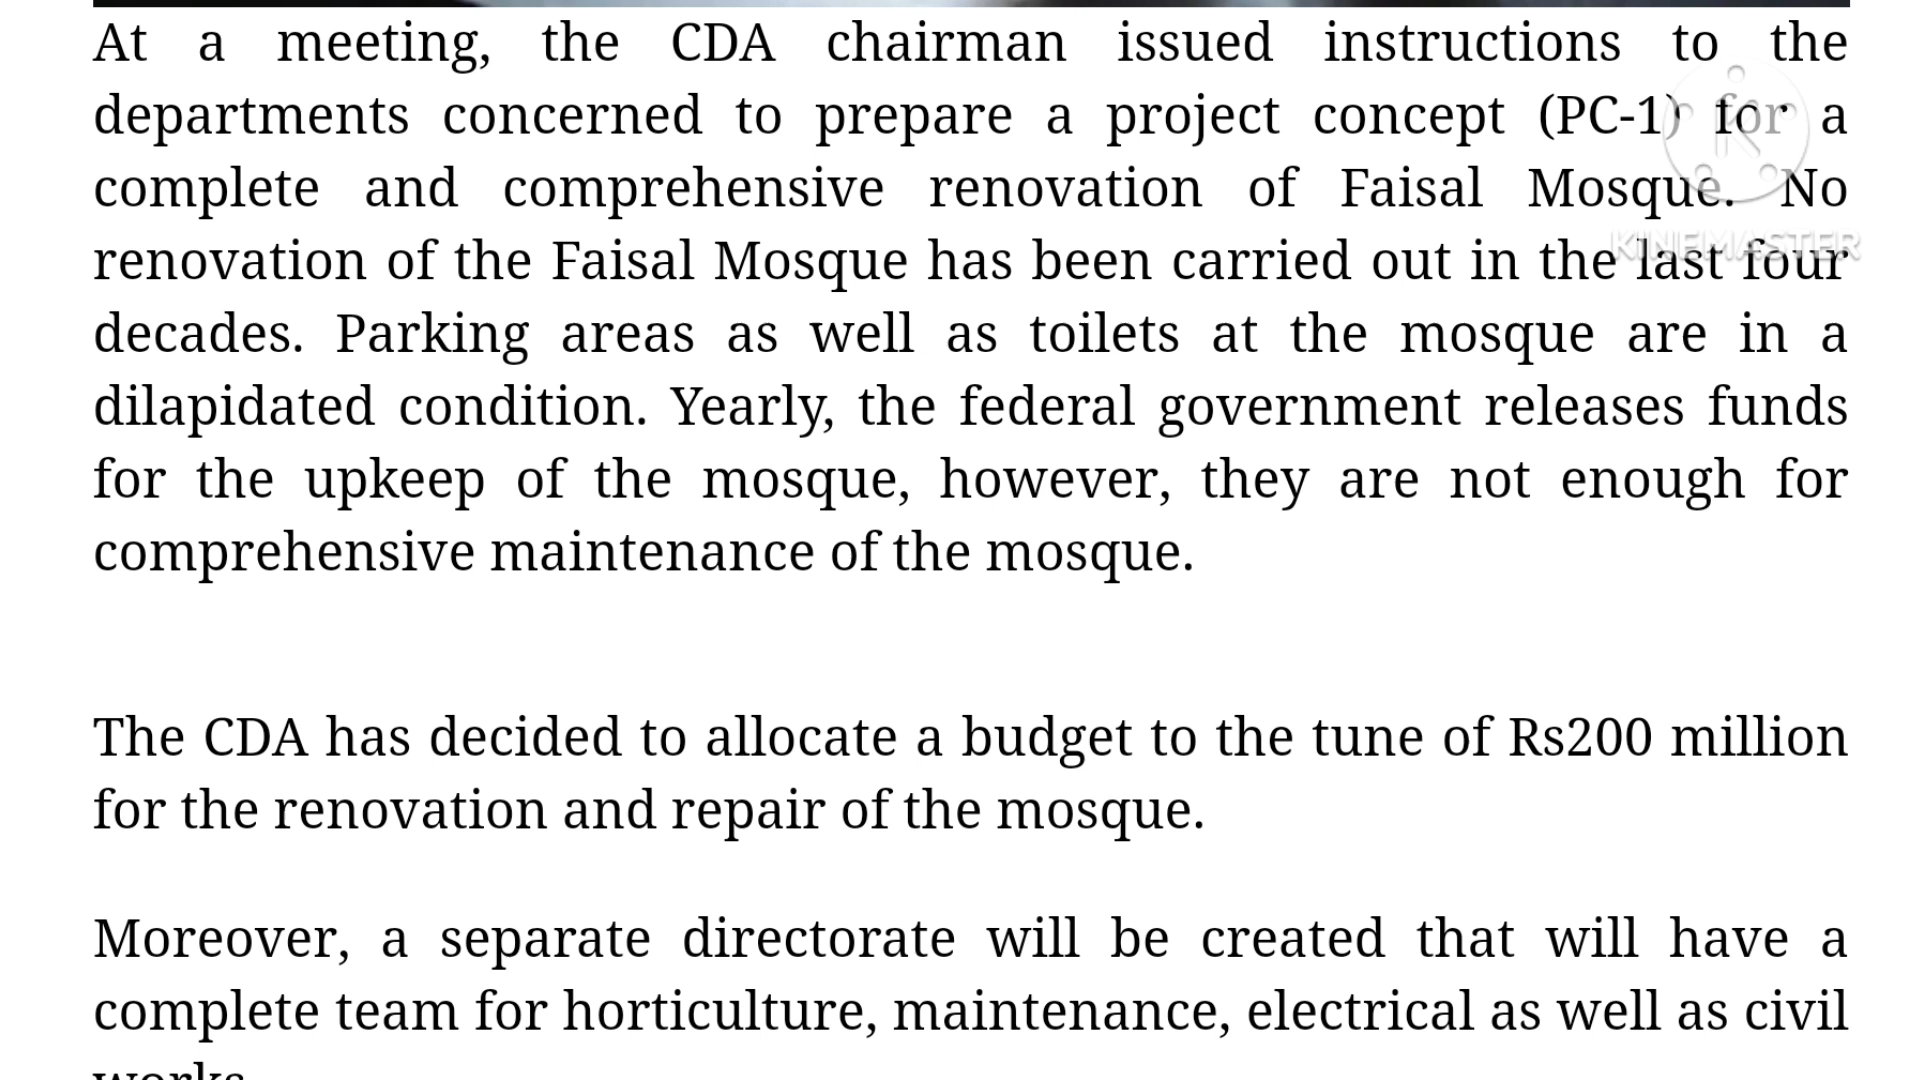 At a meeting, the CDA chairman issued instructions to the
departments concerned to prepare a project concept (PC-1) for a
complete and comprehensive renovation of Faisal Mosque. No
renovation of the Faisal Mosque has been carried out in the last four
decades. Parking areas as well as toilets at the mosque are in a
dilapidated condition. Yearly, the federal government releases funds
for the upkeep of the mosque, however, they are not enough for
comprehensive maintenance of the mosque.
The CDA has decided to allocate a budget to the tune of Rs200 million
for the renovation and repair of the mosque.
Moreover, a separate directorate will be created that will have a
complete team for horticulture, maintenance, electrical as well as civil
works.
K
KINEMASTER